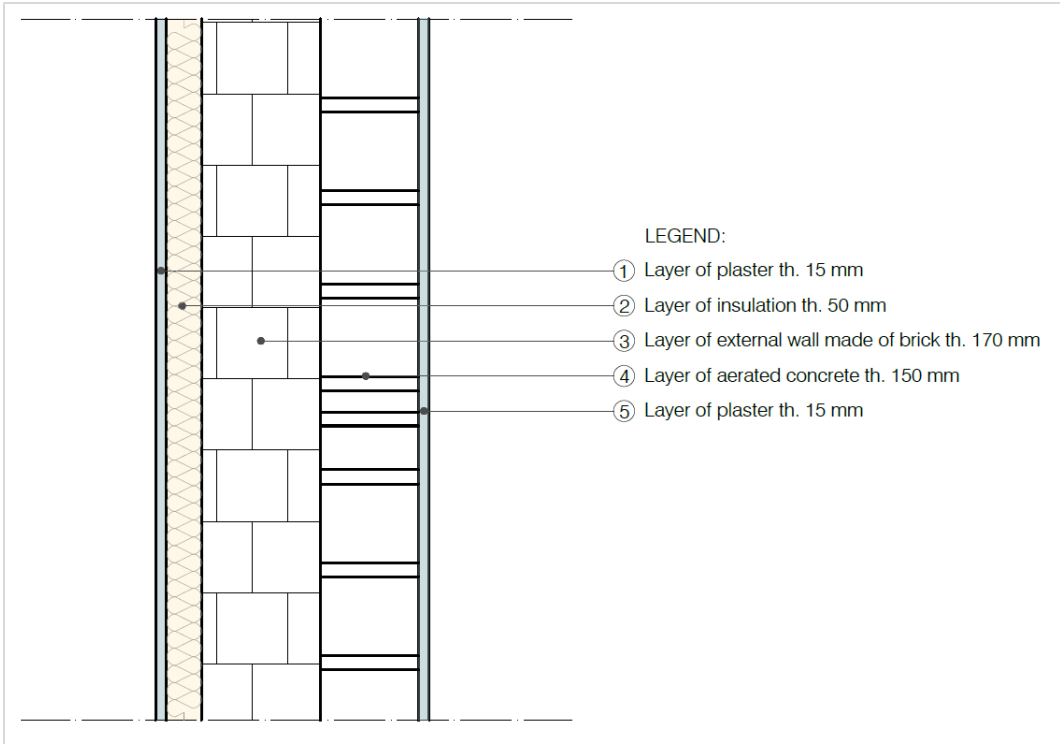 LEGEND:
1 Layer of plaster th. 15 mm
2 Layer of insulation th. 50 mm
3 Layer of external wall made of brick th. 170 mm
4 Layer of aerated concrete th. 150 mm
5 Layer of plaster th. 15 mm